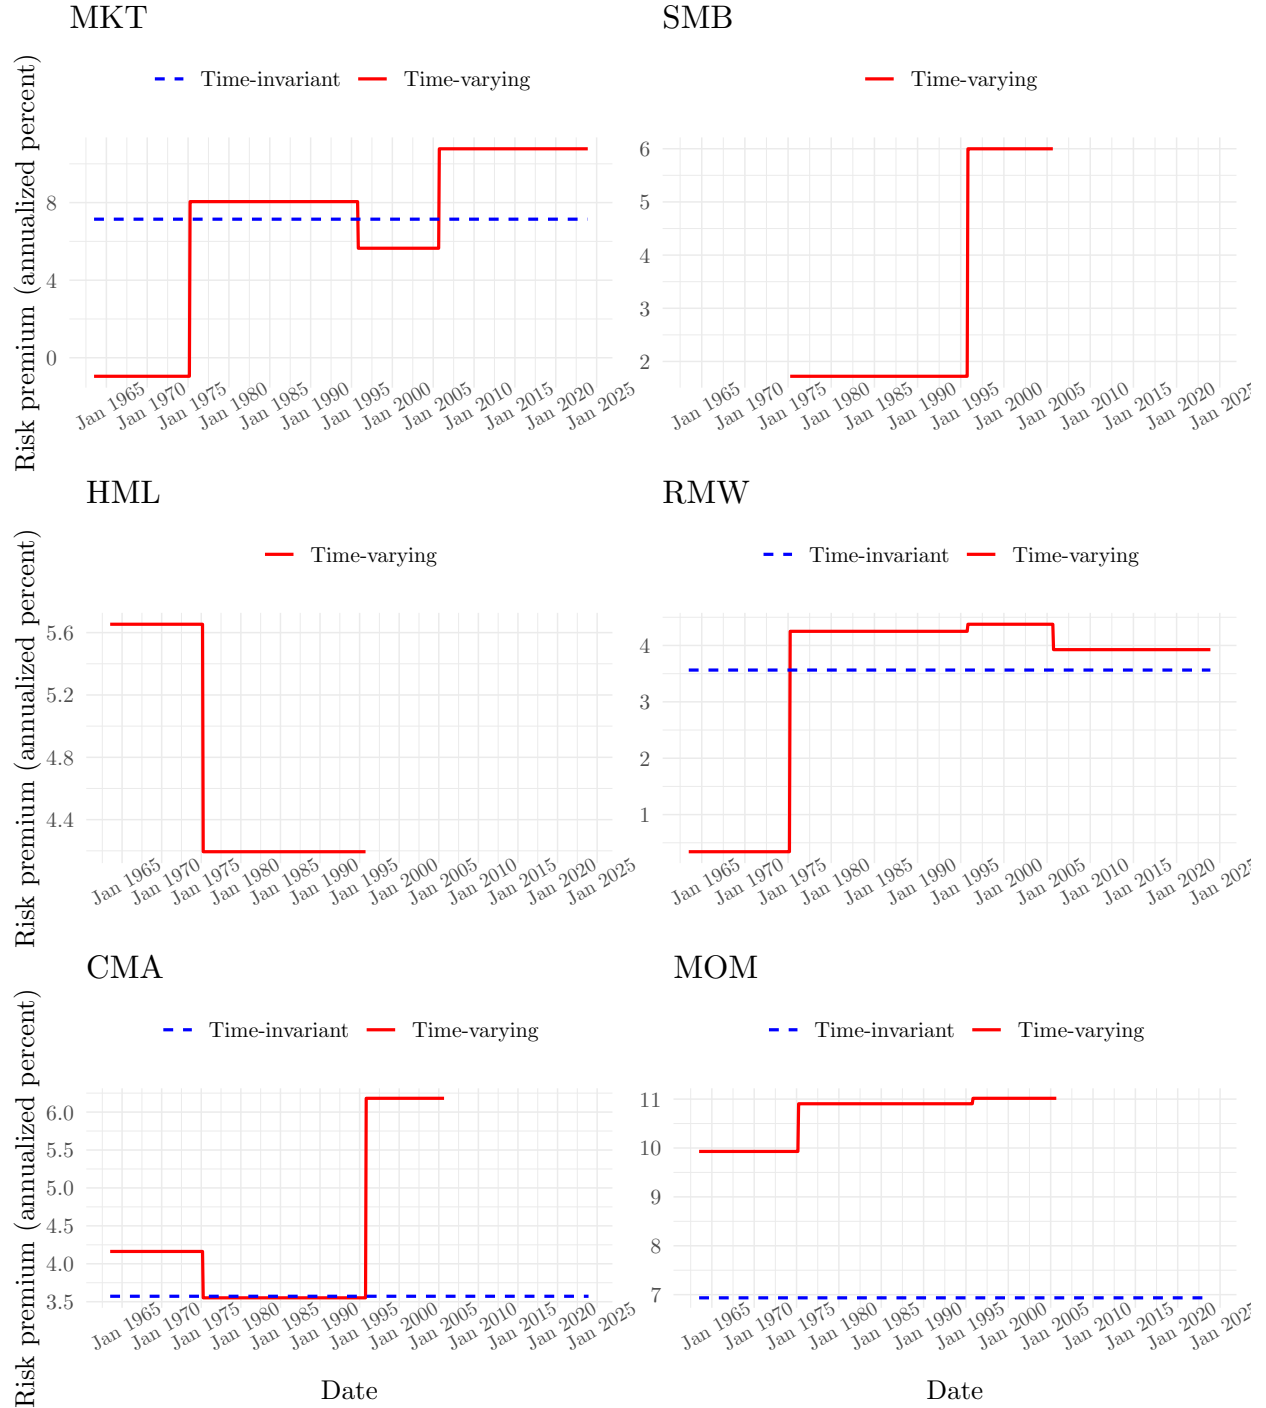 MKT
Time-invariant Time-varying
Risk premium (annualized percent)
8
4
0
Jan 1965 Jan 1970 Jan 1975 Jan 1980 Jan 1985 Jan 1990 Jan 1995 Jan 2000 Jan 2005 Jan 2010 Jan 2015 Jan 2020 Jan 2025
SMB
Time-varying
6
5
4
3
2
Jan 1965 Jan 1970 Jan 1975 Jan 1980 Jan 1985 Jan 1990 Jan 1995 Jan 2000 Jan 2005 Jan 2010 Jan 2015 Jan 2020 Jan 2025
HML
Time-varying
Risk premium (annualized percent)
5.6
5.2
4.8
4.4
Jan 1965 Jan 1970 Jan 1975 Jan 1980 Jan 1985 Jan 1990 Jan 1995 Jan 2000 Jan 2005 Jan 2010 Jan 2015 Jan 2020 Jan 2025
RMW
Time-invariant Time-varying
4
3
2
1
Jan 1965 Jan 1970 Jan 1975 Jan 1980 Jan 1985 Jan 1990 Jan 1995 Jan 2000 Jan 2005 Jan 2010 Jan 2015 Jan 2020 Jan 2025
CMA
Time-invariant Time-varying
Risk premium (annualized percent)
6.0
5.5
5.0
4.5
4.0
3.5
Jan 1965 Jan 1970 Jan 1975 Jan 1980 Jan 1985 Jan 1990 Jan 1995 Jan 2000 Jan 2005 Jan 2010 Jan 2015 Jan 2020 Jan 2025
Date
MOM
Time-invariant Time-varying
11
10
9
8
7
Jan 1965 Jan 1970 Jan 1975 Jan 1980 Jan 1985 Jan 1990 Jan 1995 Jan 2000 Jan 2005 Jan 2010 Jan 2015 Jan 2020 Jan 2025
Date